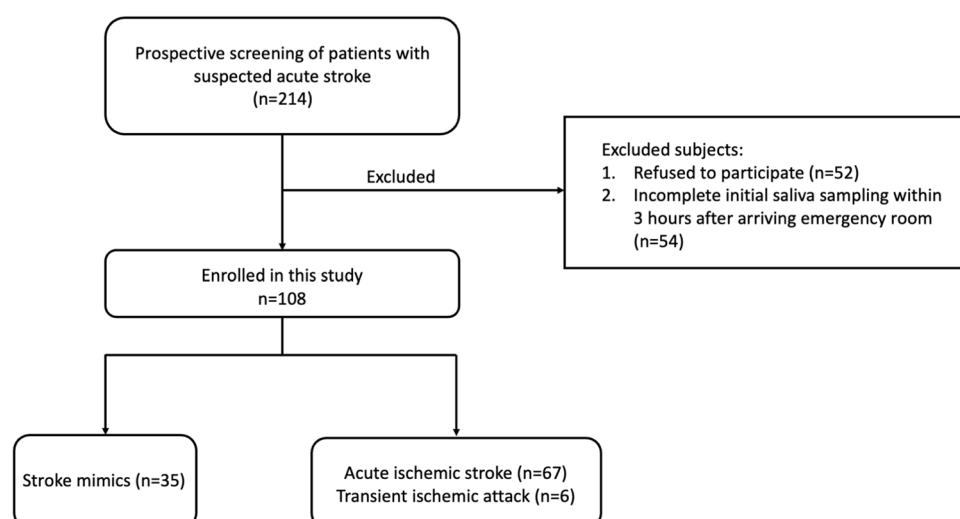 Prospective screening of patients with
suspected acute stroke
(n=214)
Excluded
Excluded subjects:
1. Refused to participate (n=52)
2. Incomplete initial saliva sampling within
3 hours after arriving emergency room
(n=54)
Enrolled in this study
n=108
Stroke mimics (n=35)
Acute ischemic stroke (n=67)
Transient ischemic attack (n=6)